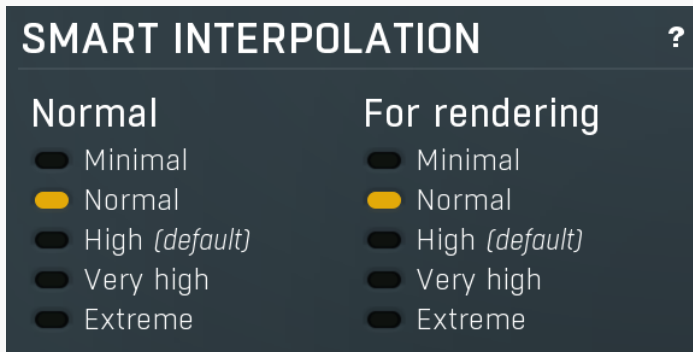 SMART INTERPOLATION ?
Normal
Minimal
Normal
High (default)
Very high
Extreme
For rendering
Minimal
Normal
High (default)
Very high
Extreme